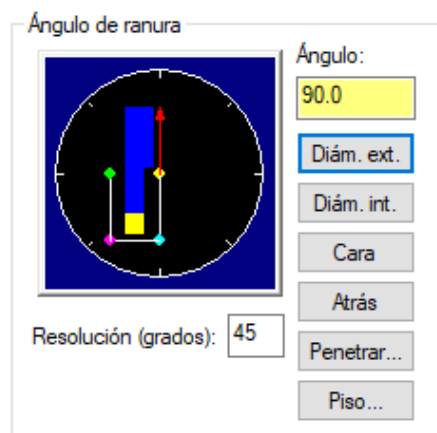 Ángulo de ranura
Ángulo:
90.0
Diám. ext.
Diám. int.
Cara
Atrás
Resolución (grados): 45
Penetrar...
Piso...